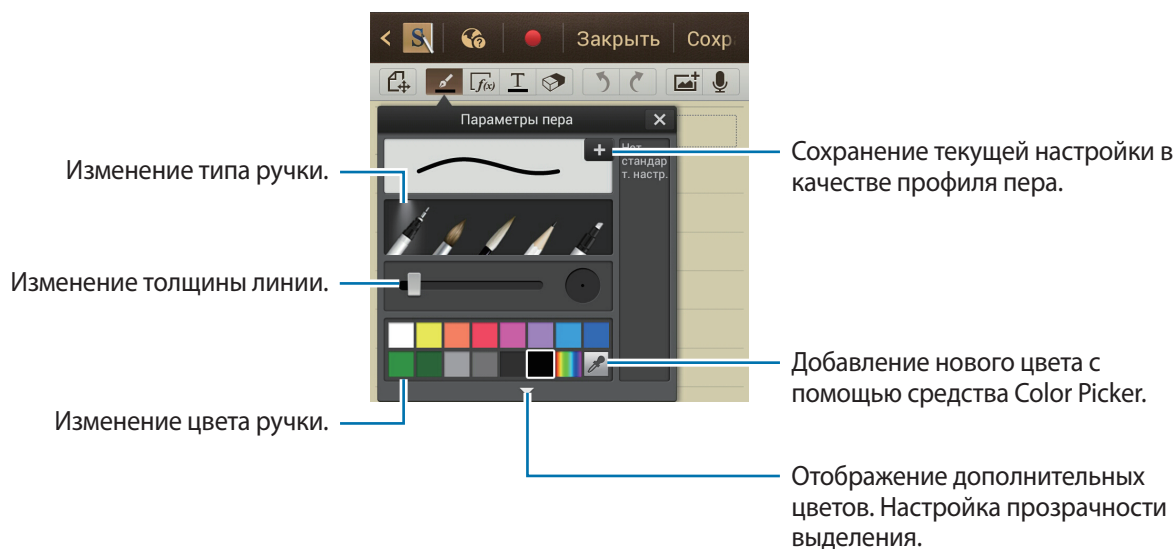 Закрыть Сохр
f(x) T
Параметры пера
Нет
стандар
т. настр.
Изменение типа ручки.
Сохранение текущей настройки в
качестве профиля пера.
Изменение толщины линии.
Добавление нового цвета с
помощью средства Color Picker.
Изменение цвета ручки.
Отображение дополнительных
цветов. Настройка прозрачности
выделения.